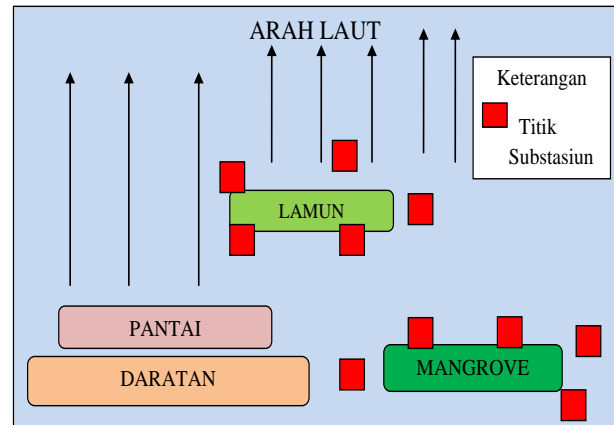 ARAH LAUT
Keterangan
Titik
Substasiun
LAMUN
PANTAI
DARATAN
MANGROVE